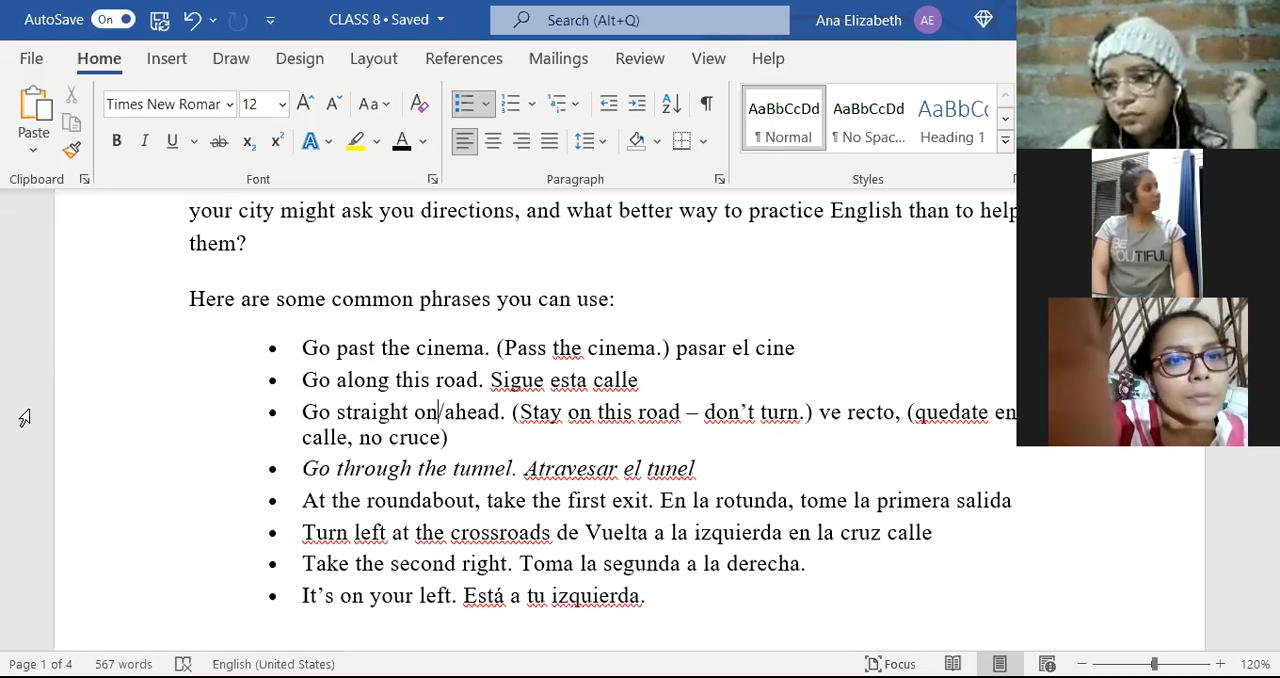 AutoSave On CLASS 8 • Saved Search (Alt+Q) Ana Elizabeth AE
File Home Insert Draw Design Layout References Mailings Review View Help
Times New Romar 12 Aa AaBbCcDd AaBbCcDd AaBbC
Paste B I U ab x2 x2 A A ¶ Normal ¶ No Spac... Heading 1
Clipboard Font Paragraph Styles
your city might ask you directions, and what better way to practice English than to help
them?
Here are some common phrases you can use:
• Go past the cinema. (Pass the cinema.) pasar el cine
• Go along this road. Sigue esta calle
• Go straight on/ahead. (Stay on this road – don’t turn.) ve recto, (quedate en
calle, no cruce)
• Go through the tunnel. Atravesar el tunel
• At the roundabout, take the first exit. En la rotunda, tome la primera salida
• Turn left at the crossroads de Vuelta a la izquierda en la cruz calle
• Take the second right. Toma la segunda a la derecha.
• It’s on your left. Está a tu izquierda.
BE
YOUTIFUL
Page 1 of 4 567 words English (United States) Focus 120%